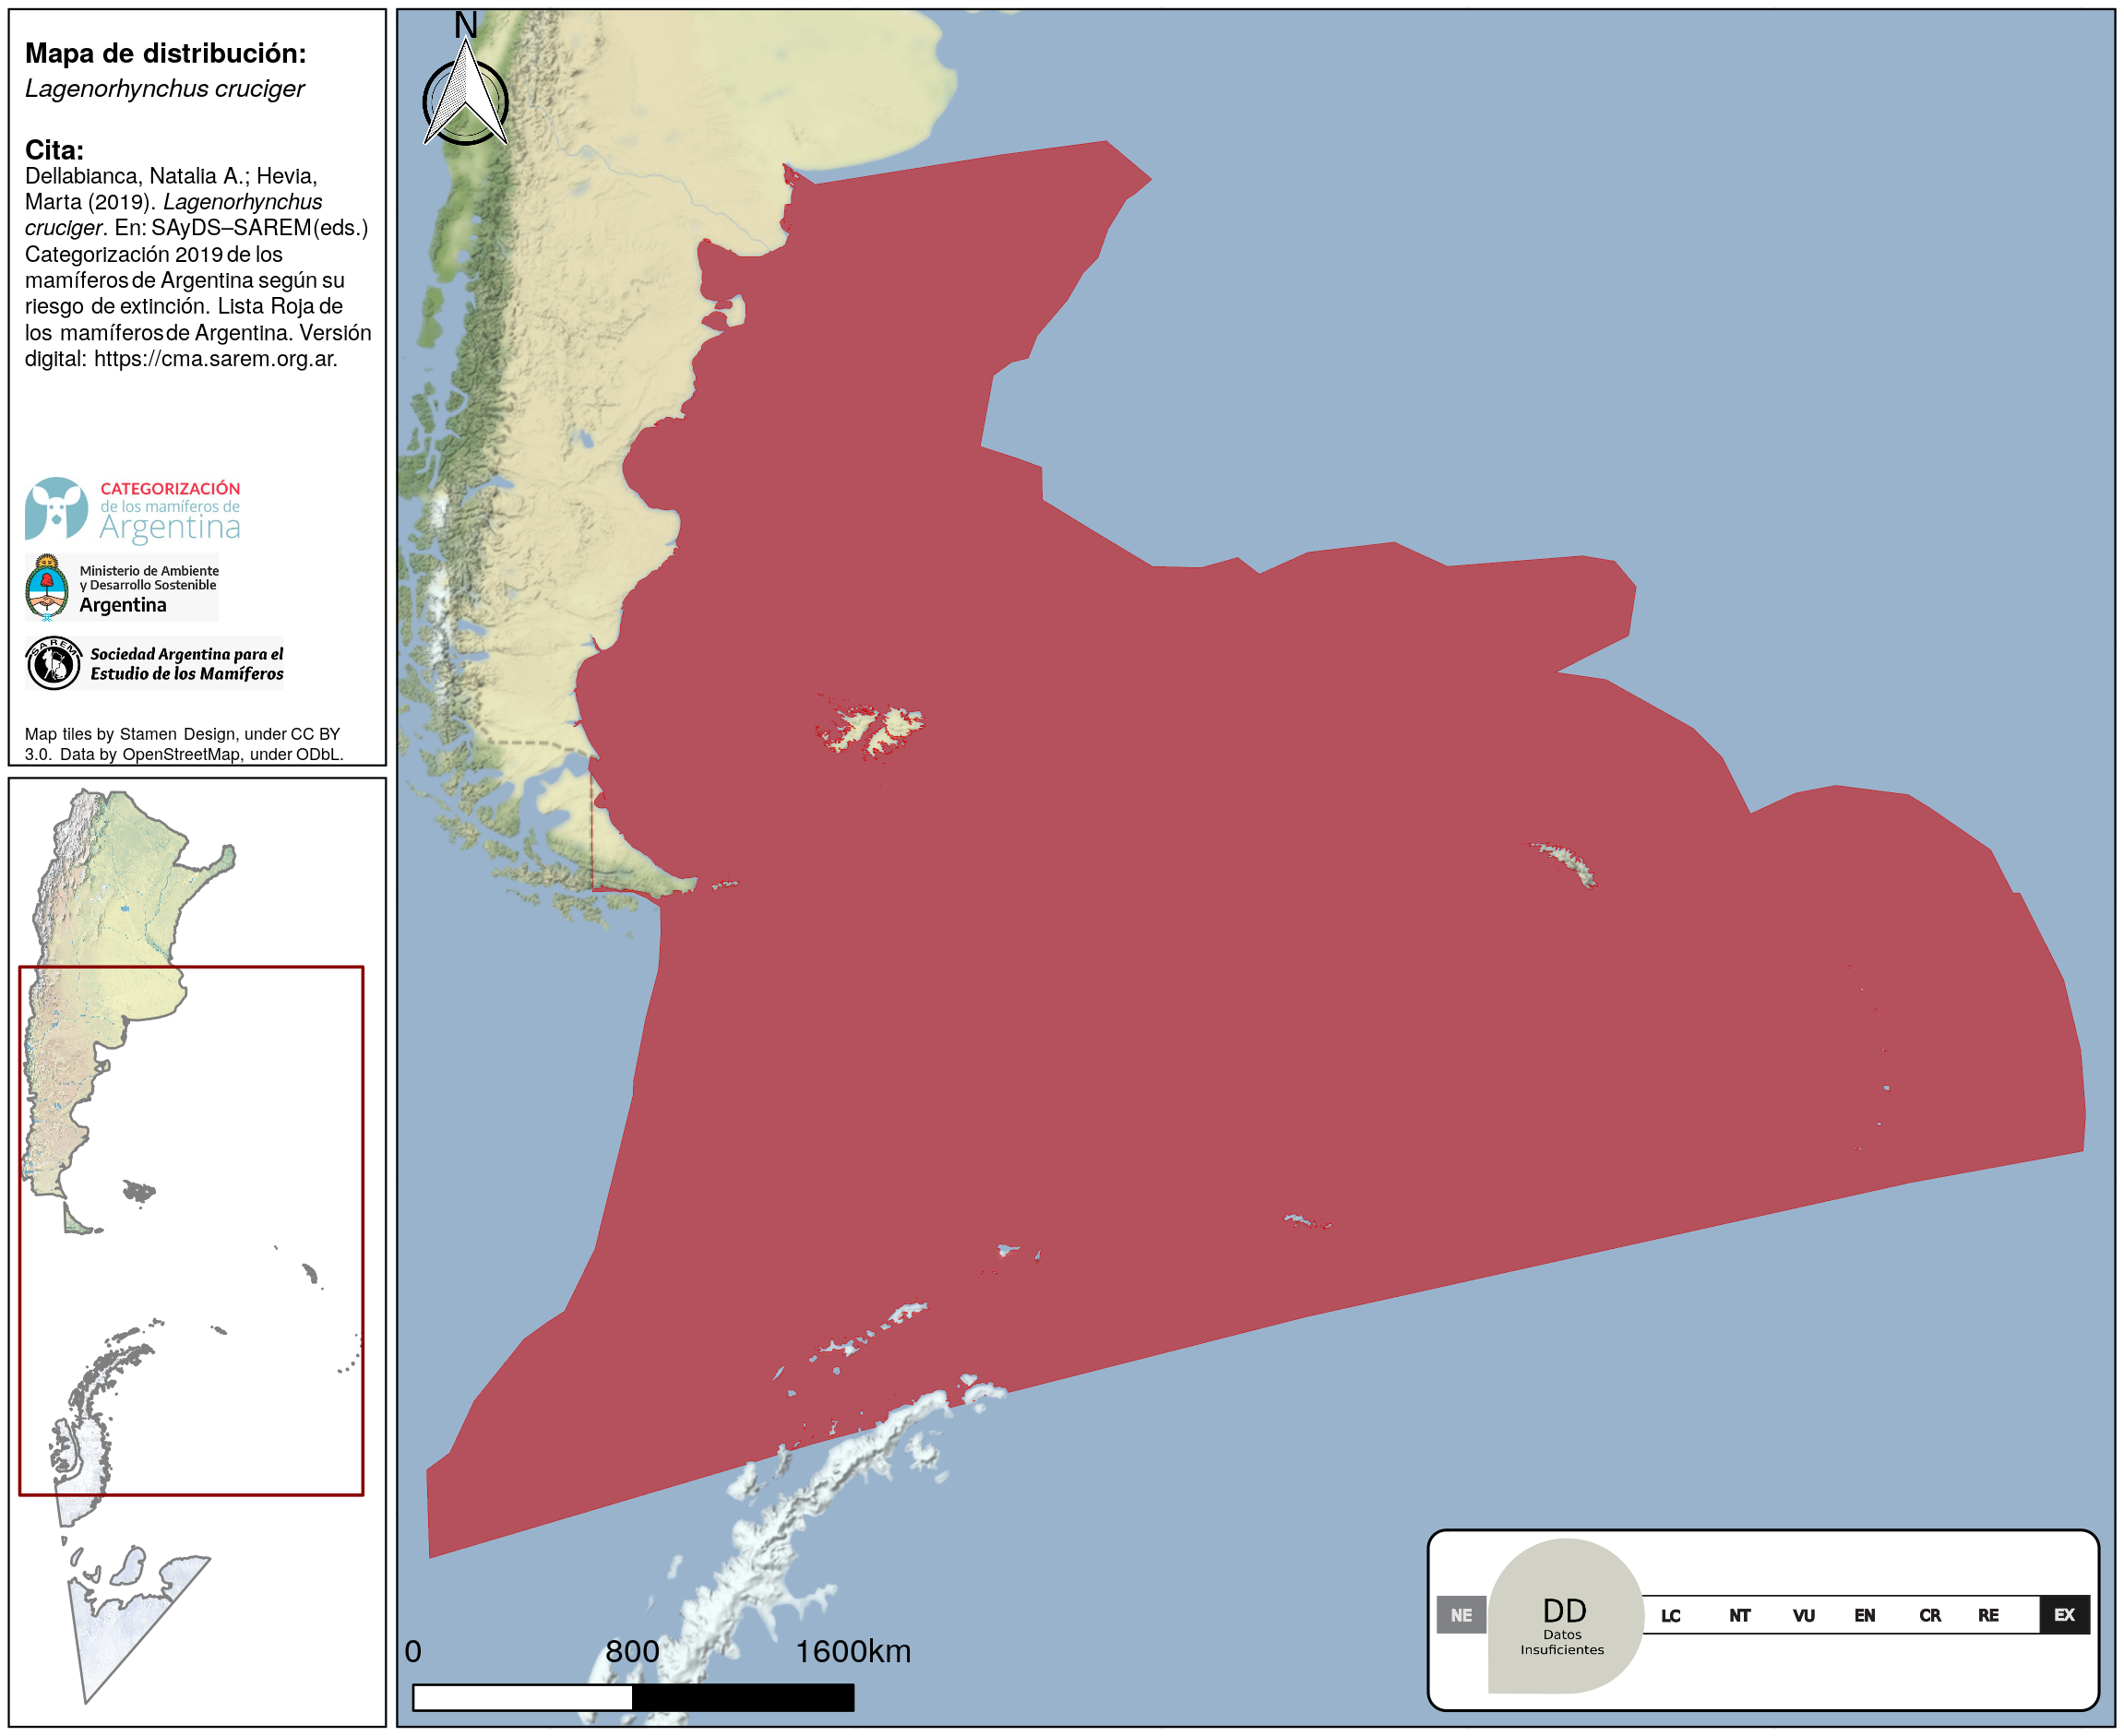 Mapa de distribución:
Lagenorhynchus cruciger
Cita:
Dellabianca, Natalia A.; Hevia,
Marta (2019). Lagenorhynchus
cruciger. En: SAyDS–SAREM (eds.)
Categorización 2019 de los
mamíferos de Argentina según su
riesgo de extinción. Lista Roja de
los mamíferos de Argentina. Versión
digital: https://cma.sarem.org.ar.
CATEGORIZACIÓN
de los mamíferos de
Argentina
Ministerio de Ambiente
y Desarrollo Sostenible
Argentina
SAREM
Sociedad Argentina para el
Estudio de los Mamíferos
Map tiles by Stamen Design, under CC BY
3.0. Data by OpenStreetMap, under ODbL.
N
0 800 1600km
NE DD LC NT VU EN CR RE EX
Datos
Insuficientes